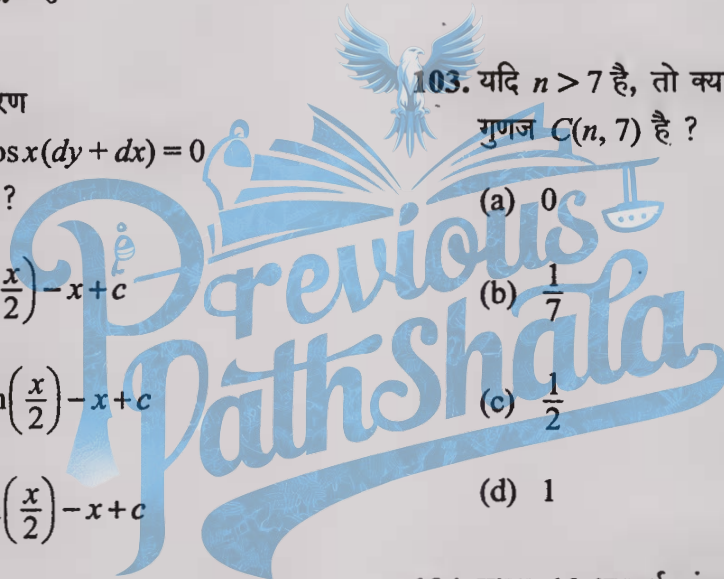 रण
x(dy + dx) = 0
?
x/2) − x + c
(x/2) − x + c
(x/2) − x + c
103. यदि n > 7 है, तो
गुणज C(n, 7) है ?
(a) 0
(b) 1/7
(c) 1/2
(d) 1
Previous
Pathshala